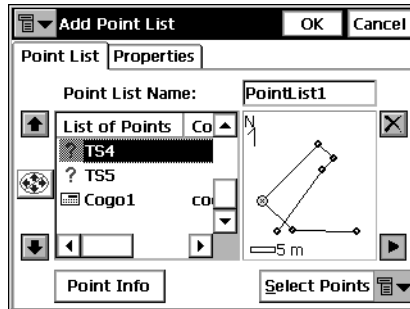 Add Point List OK Cancel
Point List Properties
Point List Name: PointList1
List of Points Co
N
? TS4
? TS5
Cogo1 co
5 m
Point Info Select Points